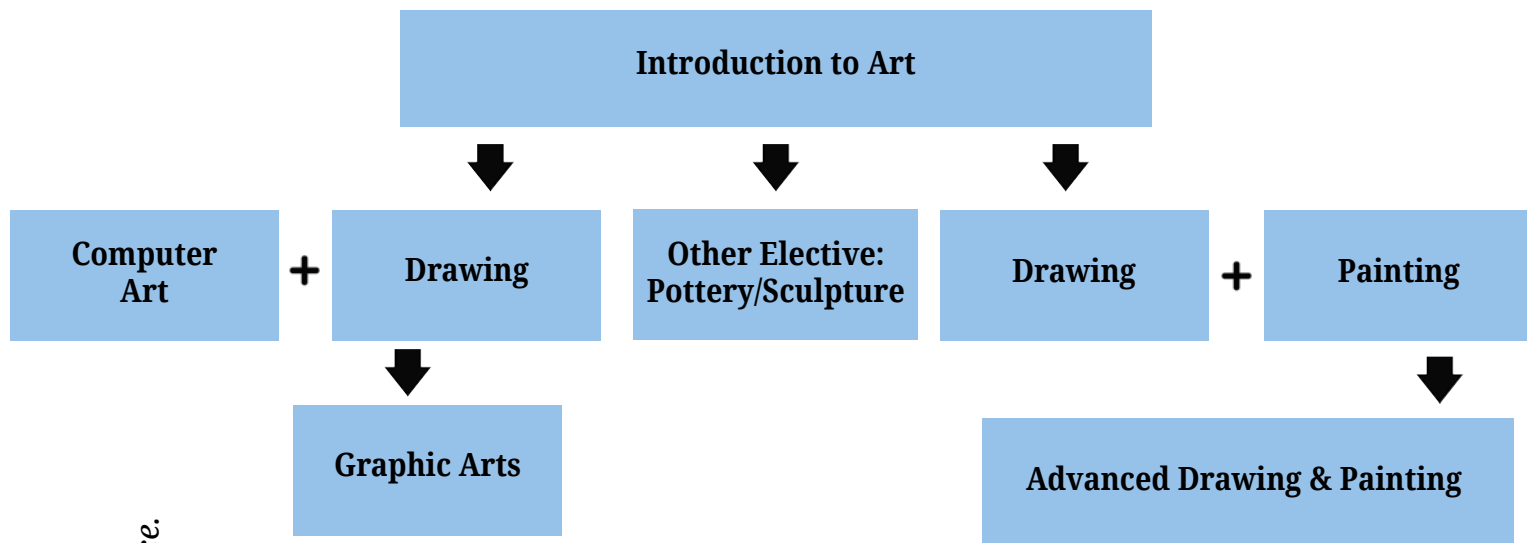 Introduction to Art
Computer
Art
+
Drawing
Other Elective:
Pottery/Sculpture
Drawing
+
Painting
Graphic Arts
Advanced Drawing & Painting